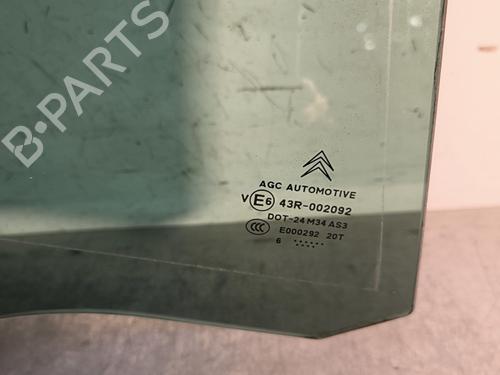 B-PARTS
AGC AUTOMOTIVE
V E6 43R-002092
DOT-24 M34 AS3
CCC E000292 20T
6